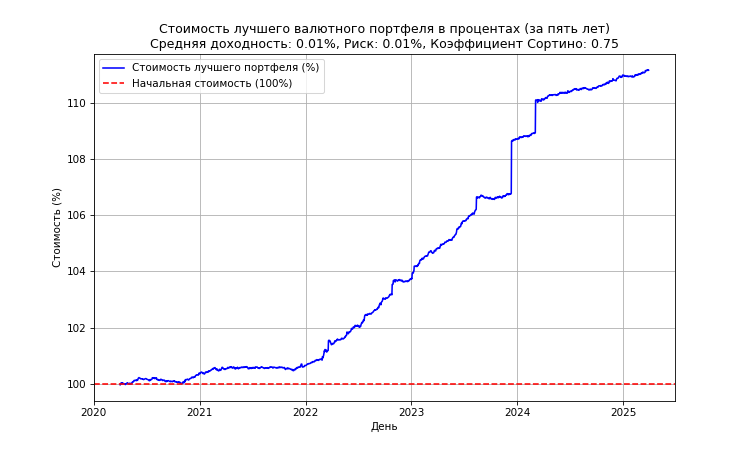 Стоимость лучшего валютного портфеля в процентах (за пять лет)
Средняя доходность: 0.01%, Риск: 0.01%, Коэффициент Сортино: 0.75
Стоимость лучшего портфеля (%)
Начальная стоимость (100%)
Стоимость (%)
110
108
106
104
102
100
2020 2021 2022 2023 2024 2025
День